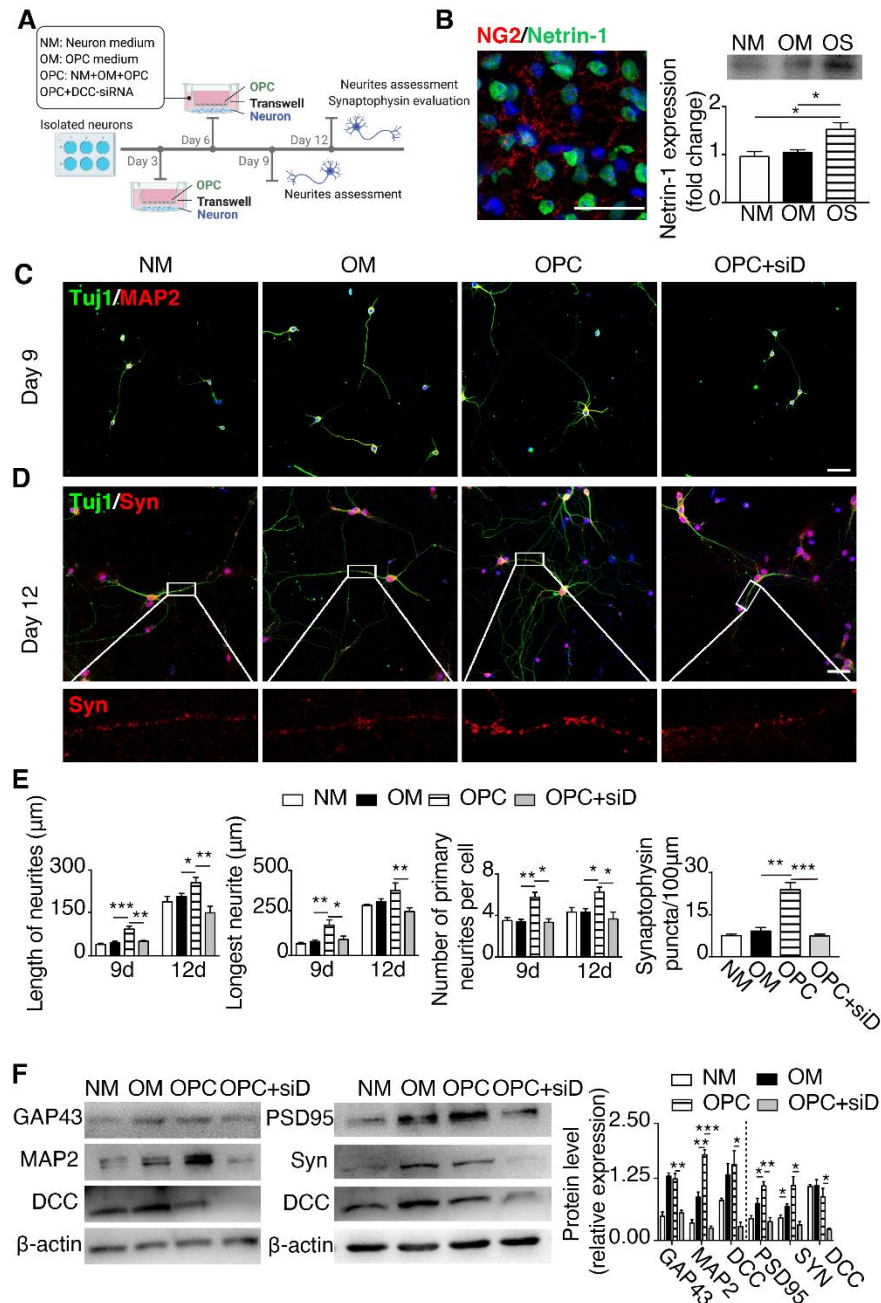 A
NM: Neuron medium
OM: OPC medium
OPC: NM+OM+OPC
OPC+DCC-siRNA
OPC
Transwell
Neuron
Neurites assessment
Synaptophysin evaluation
Isolated neurons
Day 6
Day 12
Day 3
Day 9
OPC
Transwell
Neuron
Neurites assessment
B
NG2/Netrin-1
NM OM OS
Netrin-1 expression
(fold change)
2
1
0
*
*
NM OM OS
C
NM OM OPC OPC+siD
Day 9
Tuj1/MAP2
D
Day 12
Tuj1/Syn
Syn
E
NM OM OPC OPC+siD
Length of neurites (µm)
300
150
0
*** ** * **
9d 12d
Longest neurite (µm)
500
250
0
** * **
9d 12d
Number of primary
neurites per cell
8
4
0
** * * *
9d 12d
Synaptophysin
puncta/100µm
30
15
0
** ***
NM OM OPC OPC+siD
F
NM OM OPC OPC+siD
GAP43
MAP2
DCC
β-actin
NM OM OPC OPC+siD
PSD95
Syn
DCC
β-actin
NM OM
OPC OPC+siD
Protein level
(relative expression)
2.50
1.25
0.00
** ** *** * * ** * * *
GAP43 MAP2 DCC PSD95 SYN DCC